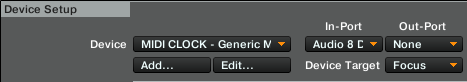 Device Setup
In-Port Out-Port
Device MIDI CLOCK - Generic M Audio 8 D None
Add... Edit... Device Target Focus